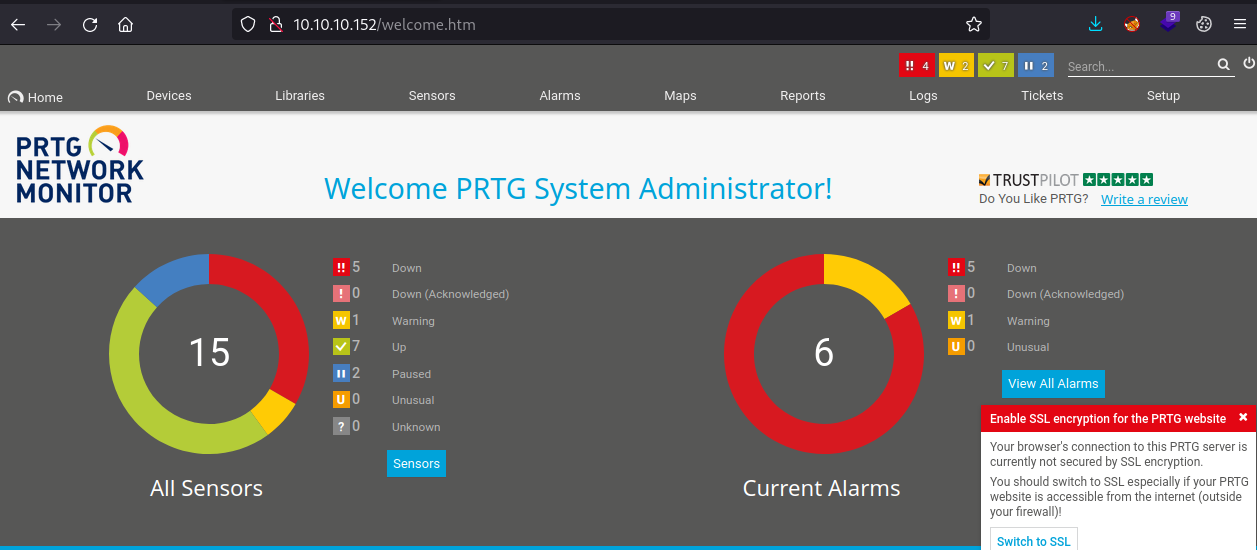 10.10.10.152/welcome.htm
9
!! 4 W 2 7 2 Search...
Home Devices Libraries Sensors Alarms Maps Reports Logs Tickets Setup
PRTG
NETWORK
MONITOR
Welcome PRTG System Administrator!
TRUSTPILOT
Do You Like PRTG? Write a review
15
!! 5 Down
! 0 Down (Acknowledged)
W 1 Warning
7 Up
2 Paused
U 0 Unusual
? 0 Unknown
Sensors
All Sensors
6
!! 5 Down
! 0 Down (Acknowledged)
W 1 Warning
U 0 Unusual
View All Alarms
Current Alarms
Enable SSL encryption for the PRTG website
Your browser's connection to this PRTG server is
currently not secured by SSL encryption.
You should switch to SSL especially if your PRTG
website is accessible from the internet (outside
your firewall)!
Switch to SSL